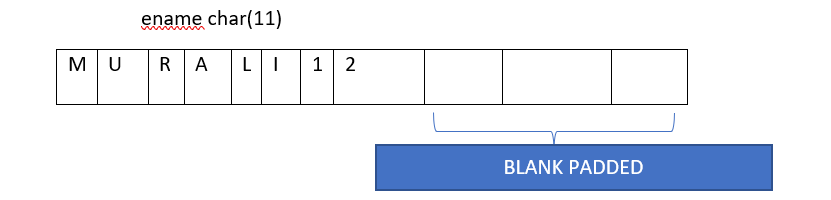 ename char(11)
M U R A L I 1 2
BLANK PADDED